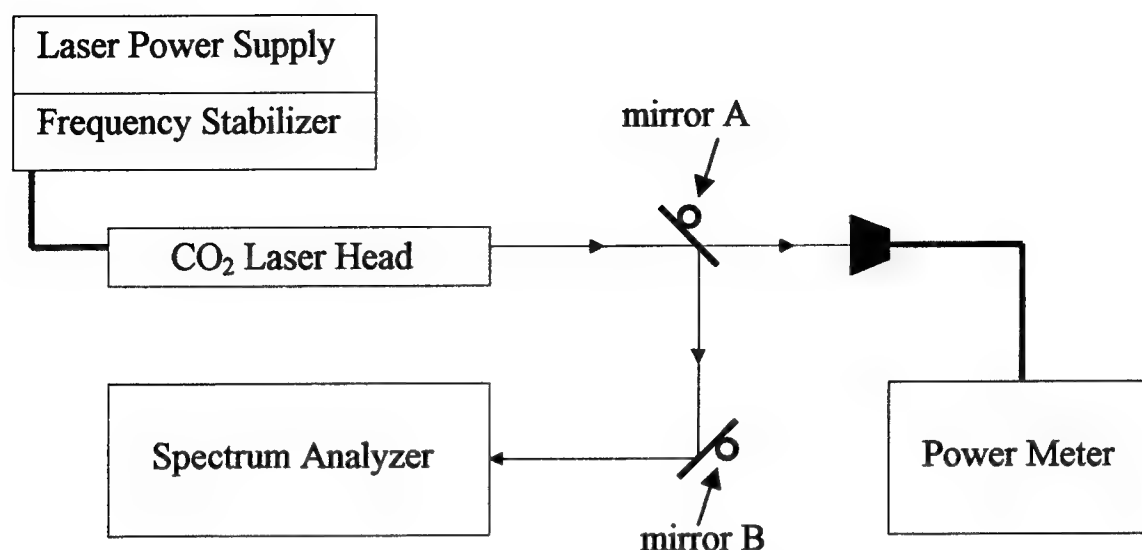 Laser Power Supply
Frequency Stabilizer
mirror A
CO₂ Laser Head
Spectrum Analyzer
Power Meter
mirror B